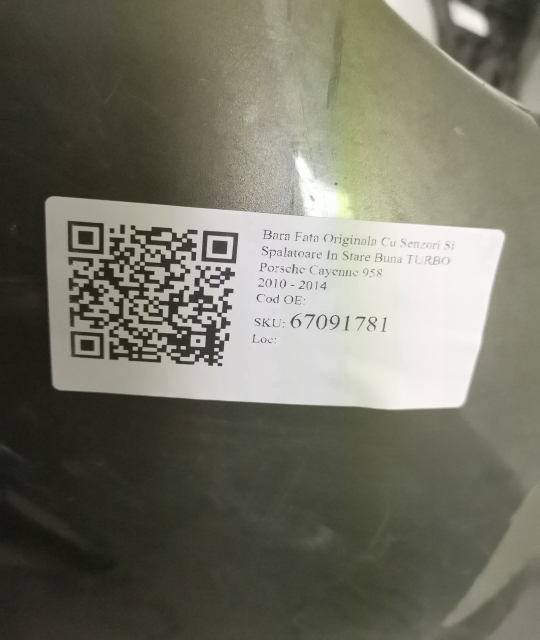 Bara Fata Originala Cu Senzori Si
Spalatoare In Stare Buna TURBO
Porsche Cayenne 958
2010 - 2014
Cod OE:
SKU: 67091781
Loc: